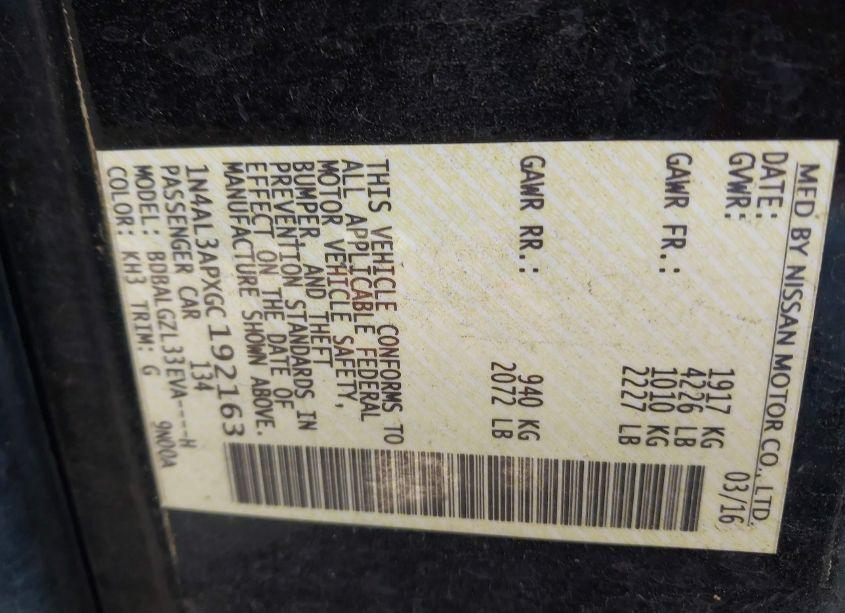 MFD BY NISSAN MOTOR CO., LTD.
DATE: 03/16
GVWR: 1917 KG
4226 LB
GAWR FR.: 1010 KG
2227 LB
GAWR RR.: 940 KG
2072 LB
THIS VEHICLE CONFORMS TO
ALL APPLICABLE FEDERAL
MOTOR VEHICLE SAFETY,
BUMPER, AND THEFT
PREVENTION STANDARDS IN
EFFECT ON THE DATE OF
MANUFACTURE SHOWN ABOVE.
1N4AL3APXGC192163
PASSENGER CAR 134
MODEL: BDBALGZL33EVA----H
COLOR: KH3 TRIM: G 9N00A